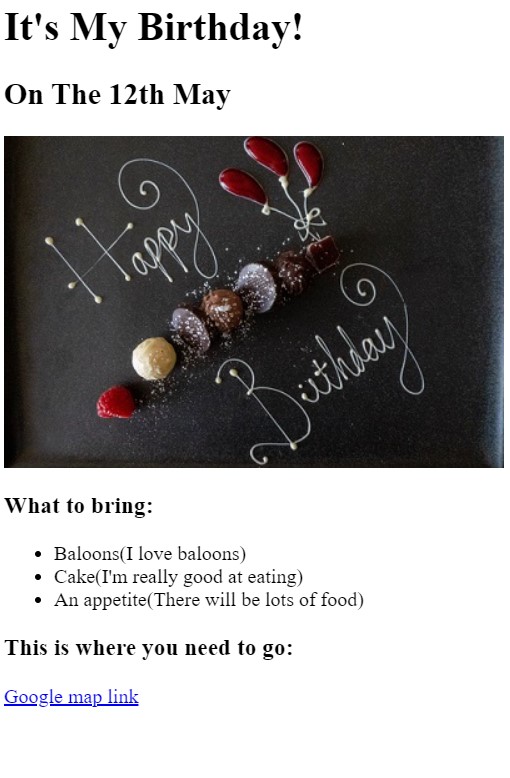 It's My Birthday!
On The 12th May
Happy
Birthday
What to bring:
Baloons(I love baloons)
Cake(I'm really good at eating)
An appetite(There will be lots of food)
This is where you need to go:
Google map link